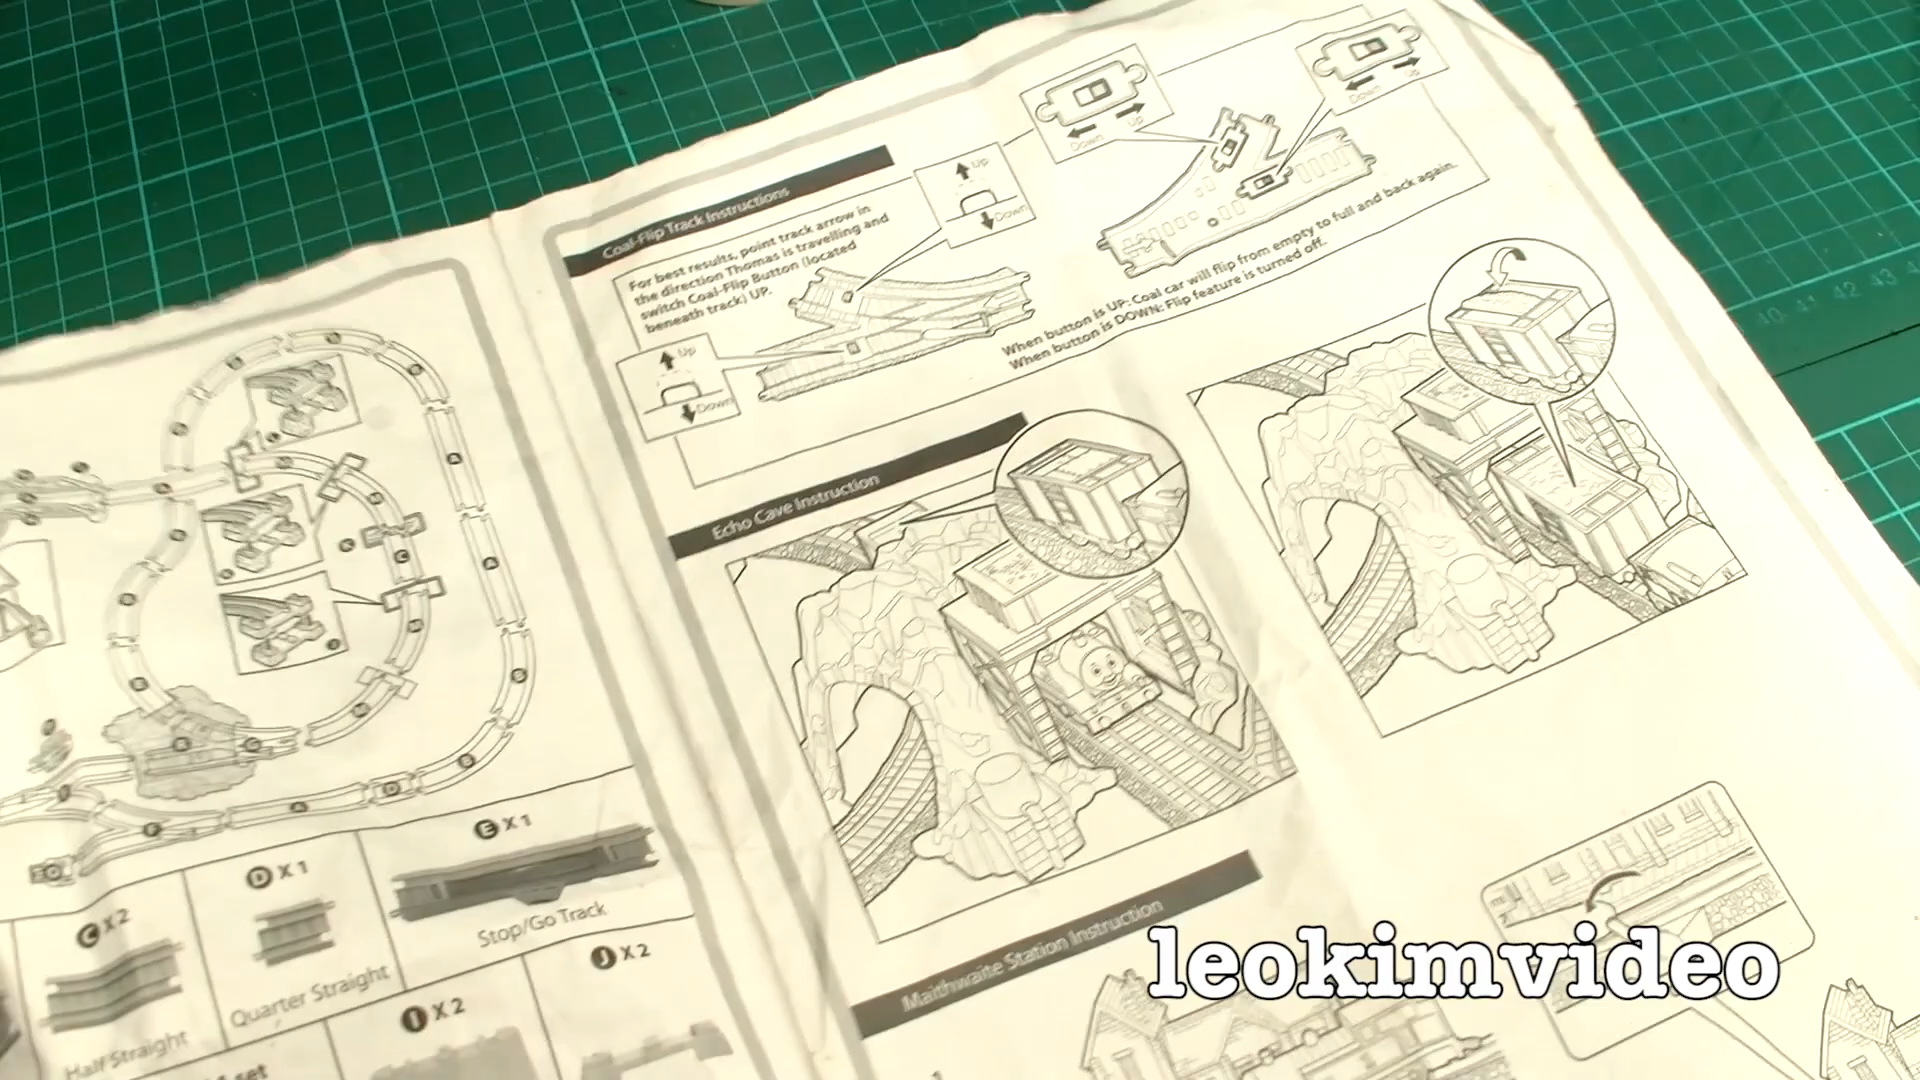 Coal-Flip Track Instructions
For best results, point track arrow in
the direction Thomas is travelling and
switch Coal-Flip Button (located
beneath track) UP.
Up
Down
Up
Down
Down
Up
Down
Up
When button is UP: Coal car will flip from empty to full and back again.
When button is DOWN: Flip feature is turned off.
Echo Cave Instruction
Maithwaite Station Instruction
1
C X 2
Half Straight
D X 1
Quarter Straight
E X 1
Stop/Go Track
I X 2
J X 2
set
A
A
A
C
D
40 41 42 43
leokimvideo